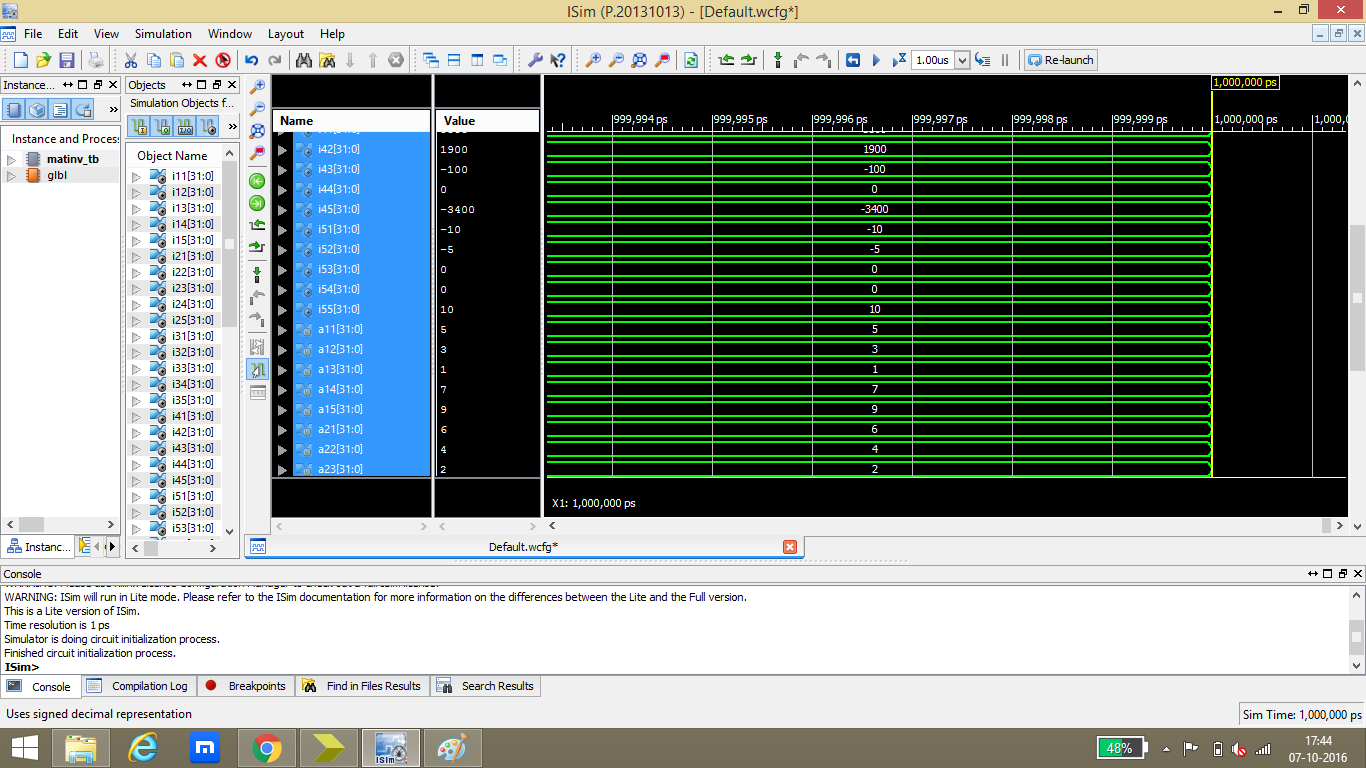 ISim (P.20131013) - [Default.wcfg*]
File Edit View Simulation Window Layout Help
1.00us Re-launch
Instance... Objects
Simulation Objects f...
Instance and Proces
matinv_tb
glbl
Object Name
i11[31:0]
i12[31:0]
i13[31:0]
i14[31:0]
i15[31:0]
i21[31:0]
i22[31:0]
i23[31:0]
i24[31:0]
i25[31:0]
i31[31:0]
i32[31:0]
i33[31:0]
i34[31:0]
i35[31:0]
i41[31:0]
i42[31:0]
i43[31:0]
i44[31:0]
i45[31:0]
i51[31:0]
i52[31:0]
i53[31:0]
Instanc...
Name Value
1,000,000 ps
999,994 ps 999,995 ps 999,996 ps 999,997 ps 999,998 ps 999,999 ps 1,000,000 ps 1,000,0
i42[31:0] 1900 1900
i43[31:0] -100 -100
i44[31:0] 0 0
i45[31:0] -3400 -3400
i51[31:0] -10 -10
i52[31:0] -5 -5
i53[31:0] 0 0
i54[31:0] 0 0
i55[31:0] 10 10
a11[31:0] 5 5
a12[31:0] 3 3
a13[31:0] 1 1
a14[31:0] 7 7
a15[31:0] 9 9
a21[31:0] 6 6
a22[31:0] 4 4
a23[31:0] 2 2
X1: 1,000,000 ps
Default.wcfg*
Console
WARNING: ISim will run in Lite mode. Please refer to the ISim documentation for more information on the differences between the Lite and the Full version.
This is a Lite version of ISim.
Time resolution is 1 ps
Simulator is doing circuit initialization process.
Finished circuit initialization process.
ISim>
Console Compilation Log Breakpoints Find in Files Results Search Results
Uses signed decimal representation Sim Time: 1,000,000 ps
ISim 48% 17:44
07-10-2016